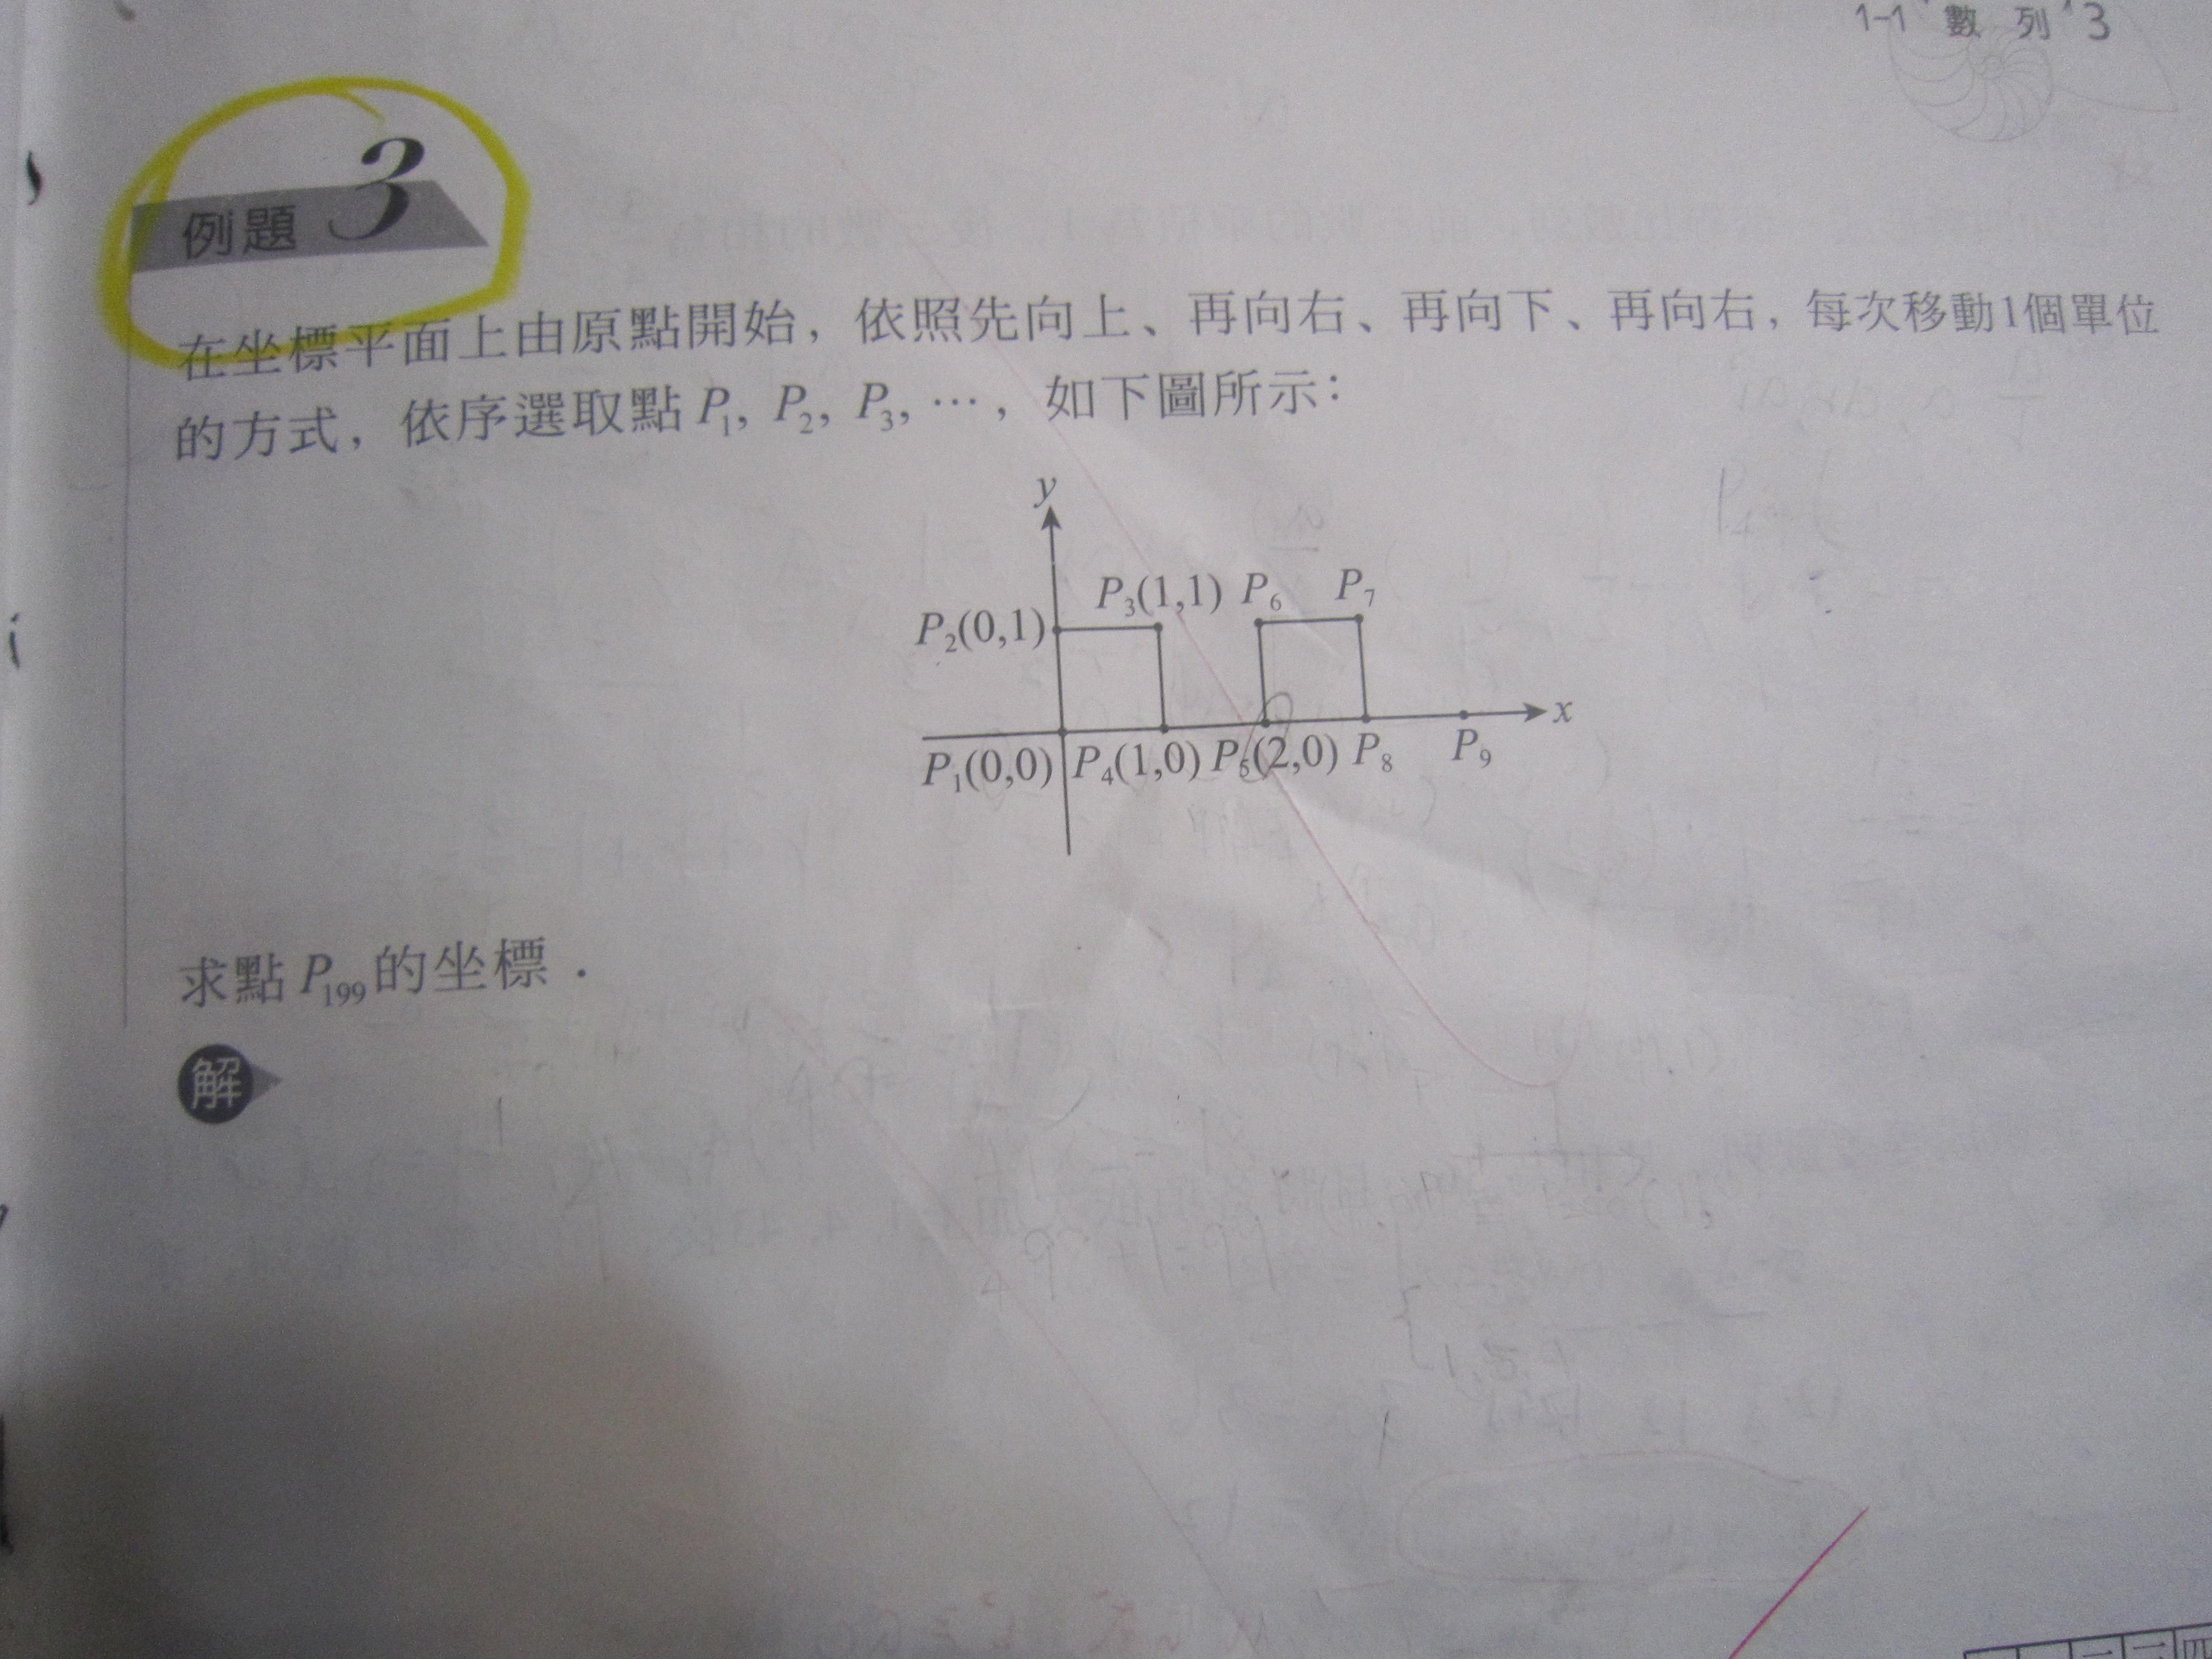 1-1 數列 3
例題 3
在坐標平面上由原點開始，依照先向上、再向右、再向下、再向右，每次移動1個單位
的方式，依序選取點 P₁, P₂, P₃, ⋯，如下圖所示：
y
P₃(1,1) P₆ P₇
P₂(0,1)
x
P₁(0,0) P₄(1,0) P₅(2,0) P₈ P₉
求點 P₁₉₉ 的坐標．
解